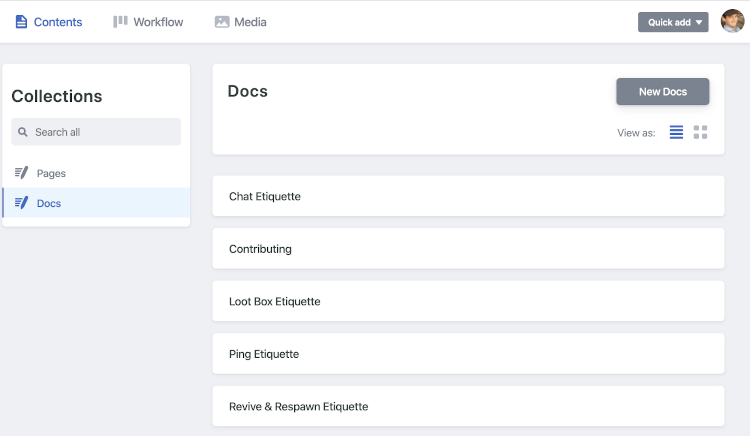 Contents
Workflow
Media
Quick add
Collections
Search all
Pages
Docs
Docs
New Docs
View as:
Chat Etiquette
Contributing
Loot Box Etiquette
Ping Etiquette
Revive & Respawn Etiquette